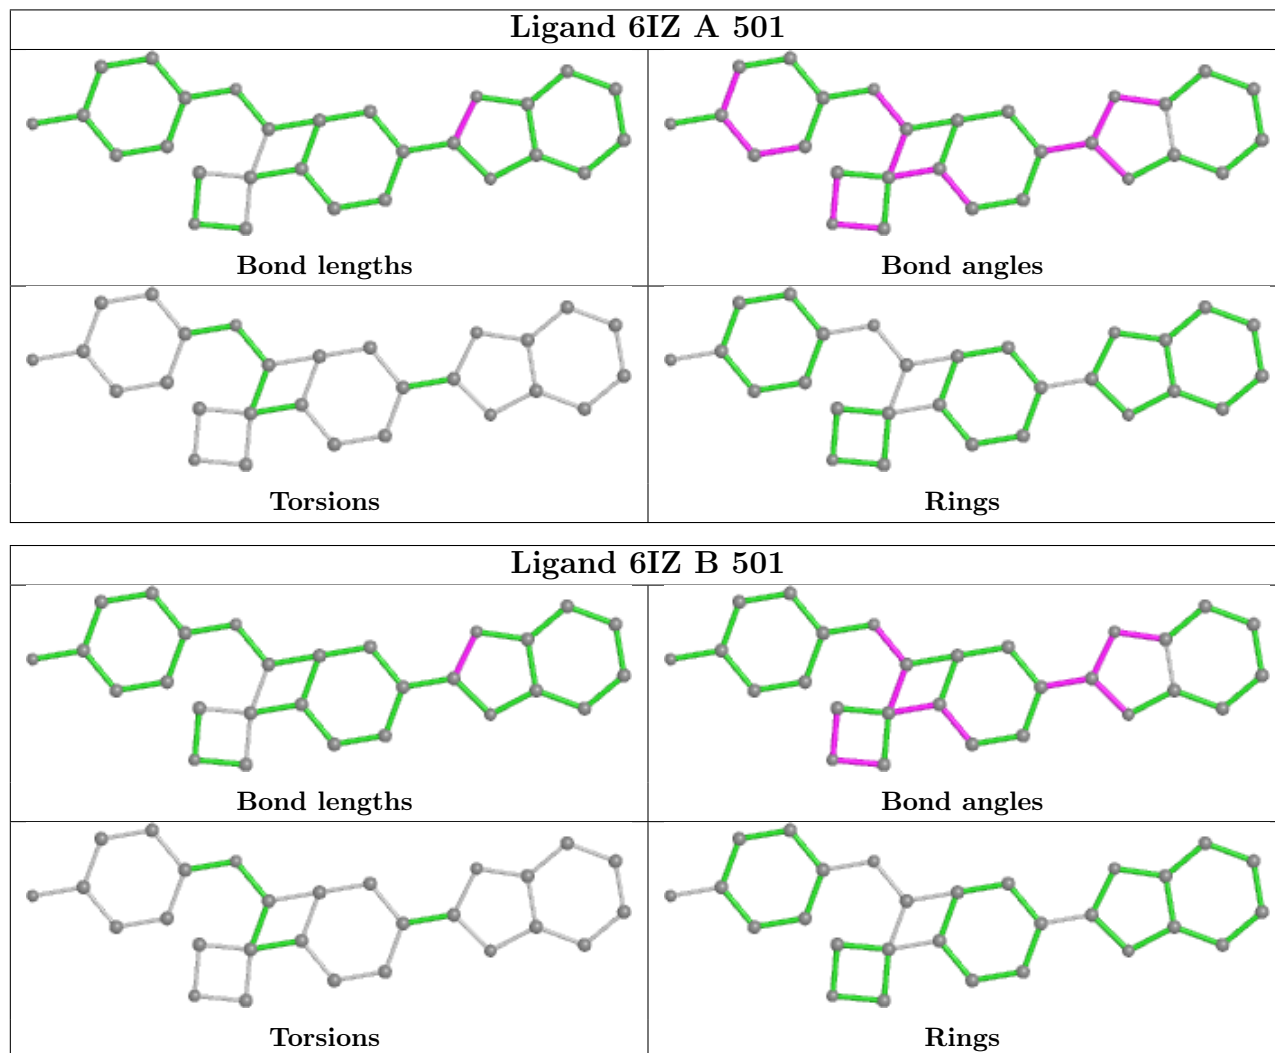 Ligand 6IZ A 501
Bond lengths
Bond angles
Torsions
Rings
Ligand 6IZ B 501
Bond lengths
Bond angles
Torsions
Rings